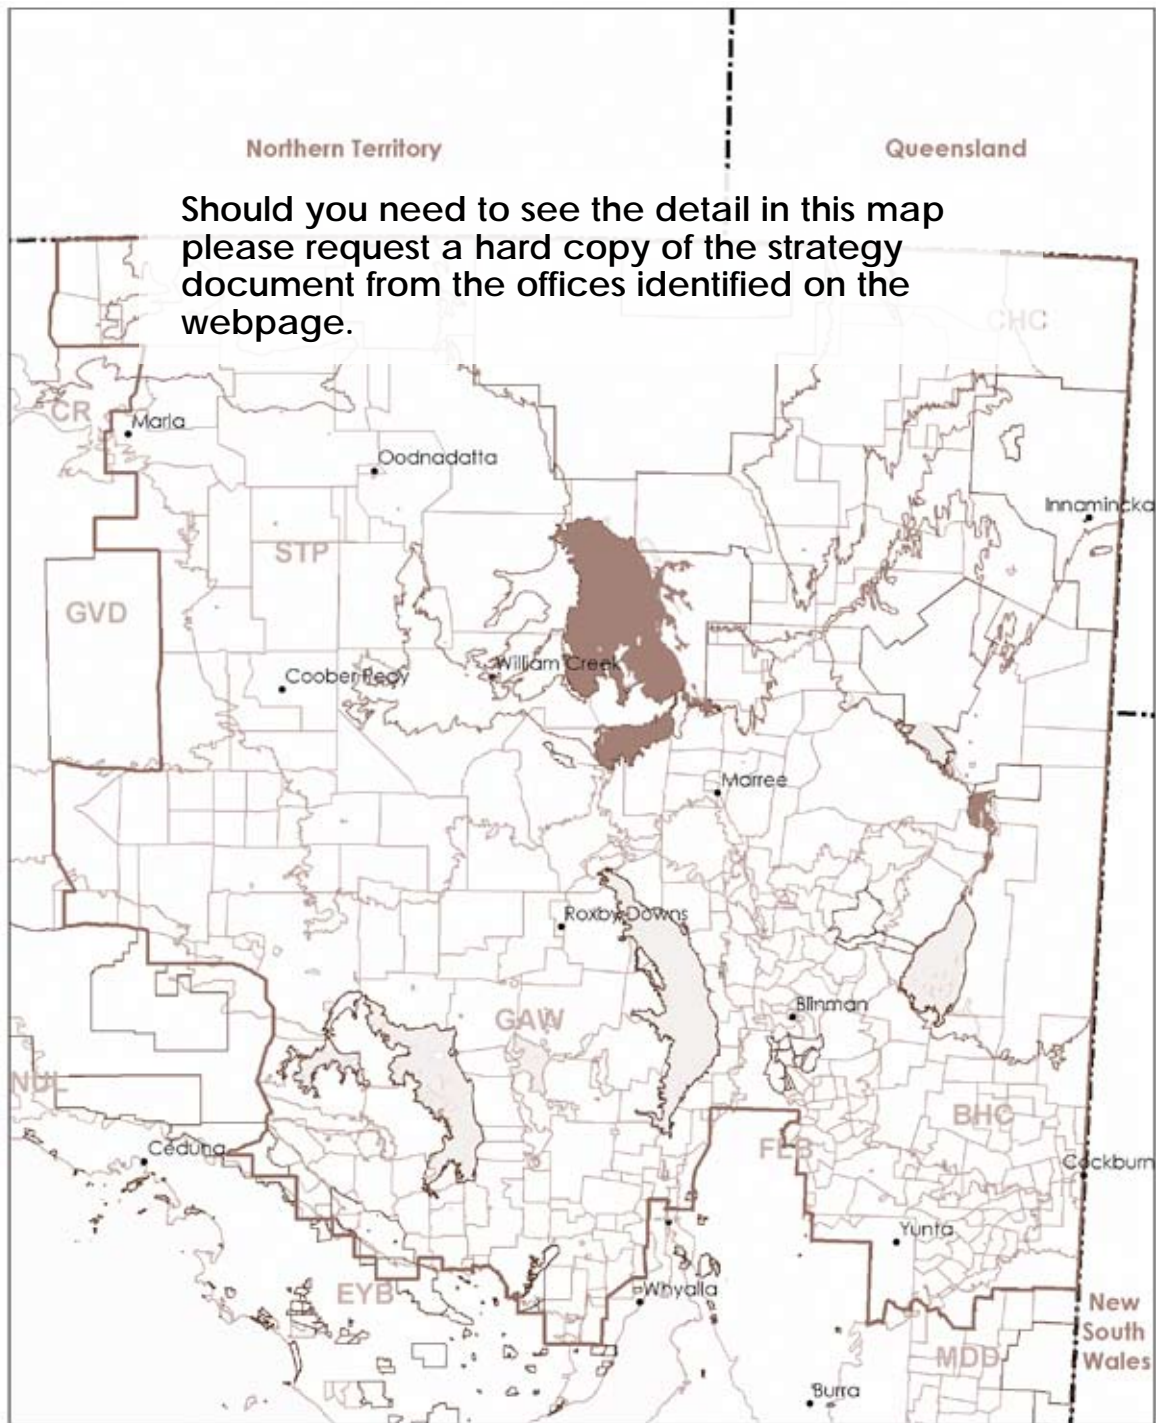 Northern Territory
Queensland
Should you need to see the detail in this map
please request a hard copy of the strategy
document from the offices identified on the
webpage.
CHC
CR
Marla
Oodnadatta
Innamincka
STP
GVD
William Creek
Coober Pedy
Marree
Roxby Downs
Blinman
GAW
NUL
BHC
Ceduna
FLB
Cockburn
Yunta
EYB
Whyalla
New
South
Wales
MDD
Burra